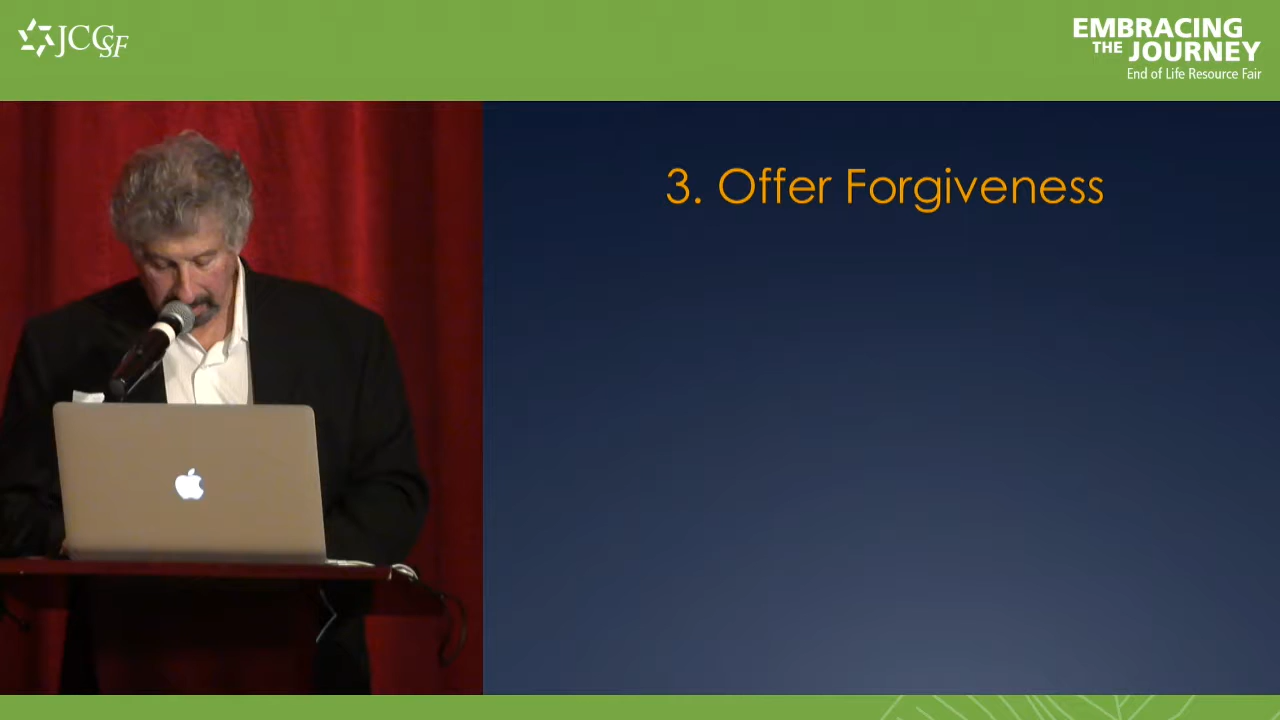 JCCSF
EMBRACING
THE JOURNEY
End of Life Resource Fair
3. Offer Forgiveness